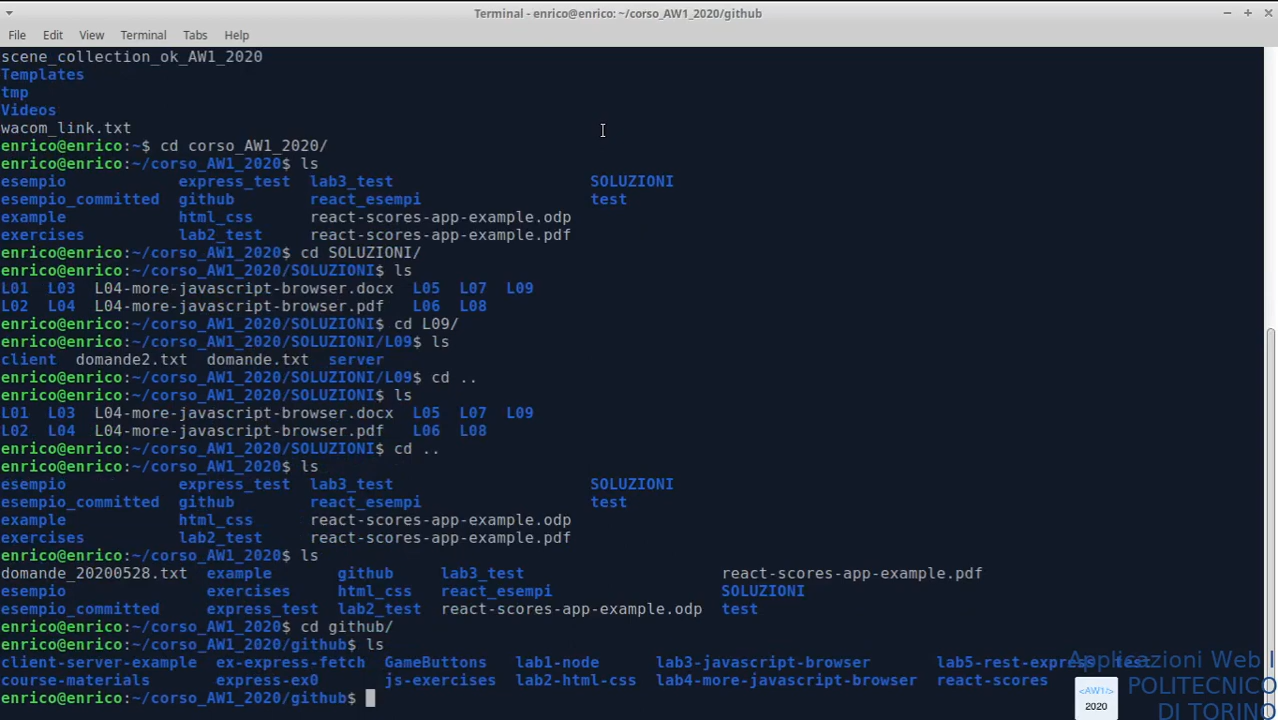 Terminal - enrico@enrico: ~/corso_AW1_2020/github
File Edit View Terminal Tabs Help
scene_collection_ok_AW1_2020
Templates
tmp
Videos
wacom_link.txt
enrico@enrico:~$ cd corso_AW1_2020/
enrico@enrico:~/corso_AW1_2020$ ls
esempio express_test lab3_test SOLUZIONI
esempio_committed github react_esempi test
example html_css react-scores-app-example.odp
exercises lab2_test react-scores-app-example.pdf
enrico@enrico:~/corso_AW1_2020$ cd SOLUZIONI/
enrico@enrico:~/corso_AW1_2020/SOLUZIONI$ ls
L01 L03 L04-more-javascript-browser.docx L05 L07 L09
L02 L04 L04-more-javascript-browser.pdf L06 L08
enrico@enrico:~/corso_AW1_2020/SOLUZIONI$ cd L09/
enrico@enrico:~/corso_AW1_2020/SOLUZIONI/L09$ ls
client domande2.txt domande.txt server
enrico@enrico:~/corso_AW1_2020/SOLUZIONI/L09$ cd ..
enrico@enrico:~/corso_AW1_2020/SOLUZIONI$ ls
L01 L03 L04-more-javascript-browser.docx L05 L07 L09
L02 L04 L04-more-javascript-browser.pdf L06 L08
enrico@enrico:~/corso_AW1_2020/SOLUZIONI$ cd ..
enrico@enrico:~/corso_AW1_2020$ ls
esempio express_test lab3_test SOLUZIONI
esempio_committed github react_esempi test
example html_css react-scores-app-example.odp
exercises lab2_test react-scores-app-example.pdf
enrico@enrico:~/corso_AW1_2020$ ls
domande_20200528.txt example github lab3_test react-scores-app-example.pdf
esempio exercises html_css react_esempi SOLUZIONI
esempio_committed express_test lab2_test react-scores-app-example.odp test
enrico@enrico:~/corso_AW1_2020$ cd github/
enrico@enrico:~/corso_AW1_2020/github$ ls
client-server-example ex-express-fetch GameButtons lab1-node lab3-javascript-browser lab5-rest-express
course-materials express-ex0 js-exercises lab2-html-css lab4-more-javascript-browser react-scores
enrico@enrico:~/corso_AW1_2020/github$
Applicazioni Web I
POLITECNICO
DI TORINO
<AW1/>
2020